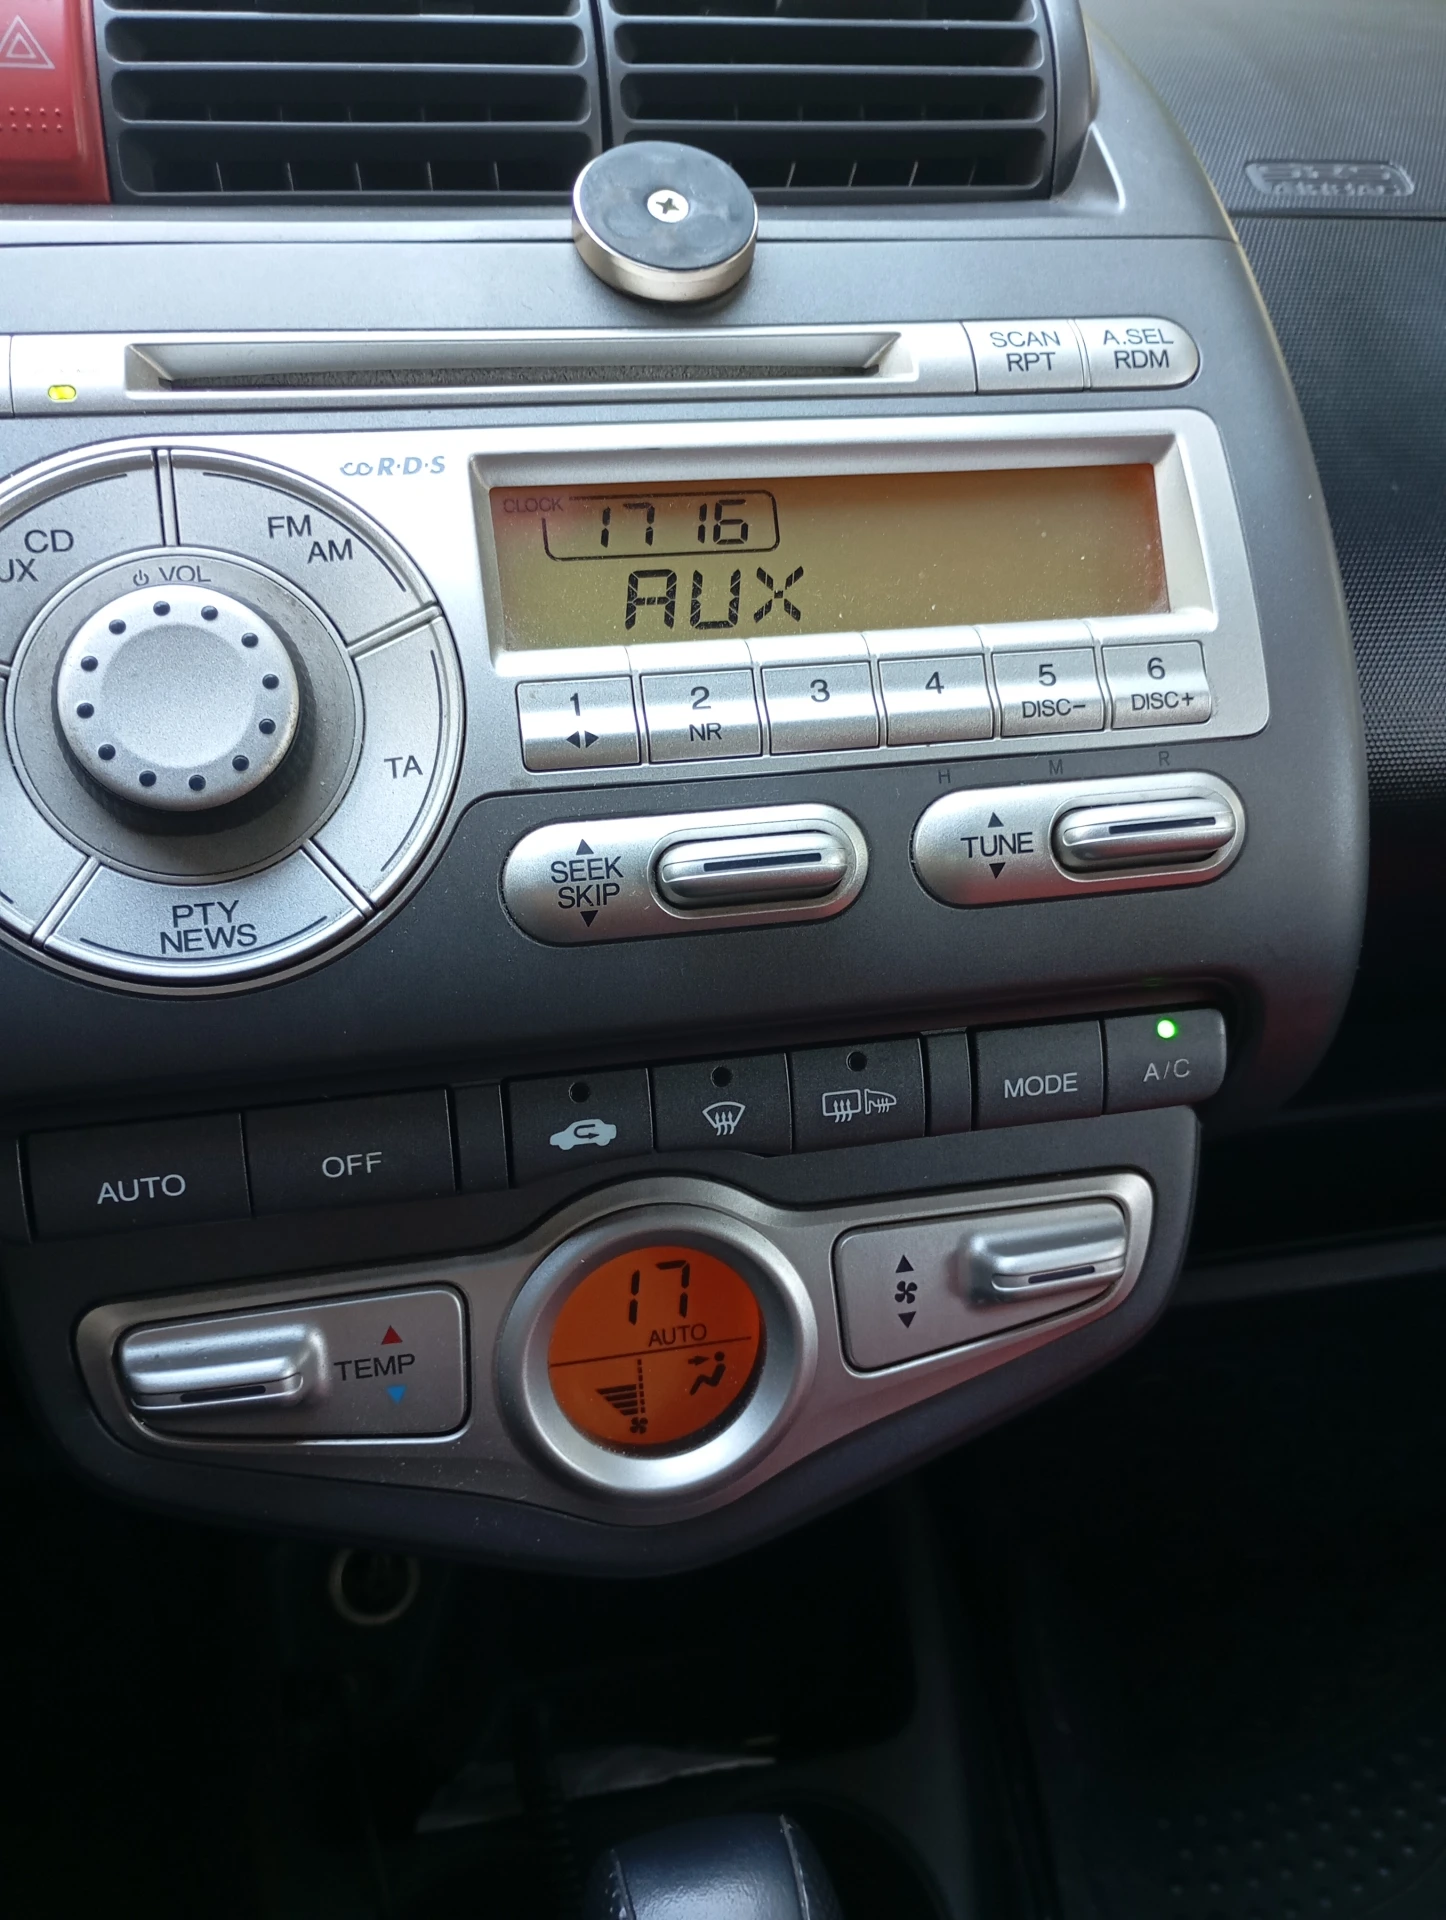 SCAN
RPT
A.SEL
RDM
R·D·S
CD
UX
FM
AM
VOL
TA
PTY
NEWS
CLOCK
17 16
AUX
1
2
NR
3
4
5
DISC-
6
DISC+
H
M
R
SEEK
SKIP
TUNE
AUTO
OFF
MODE
A/C
TEMP
17
AUTO